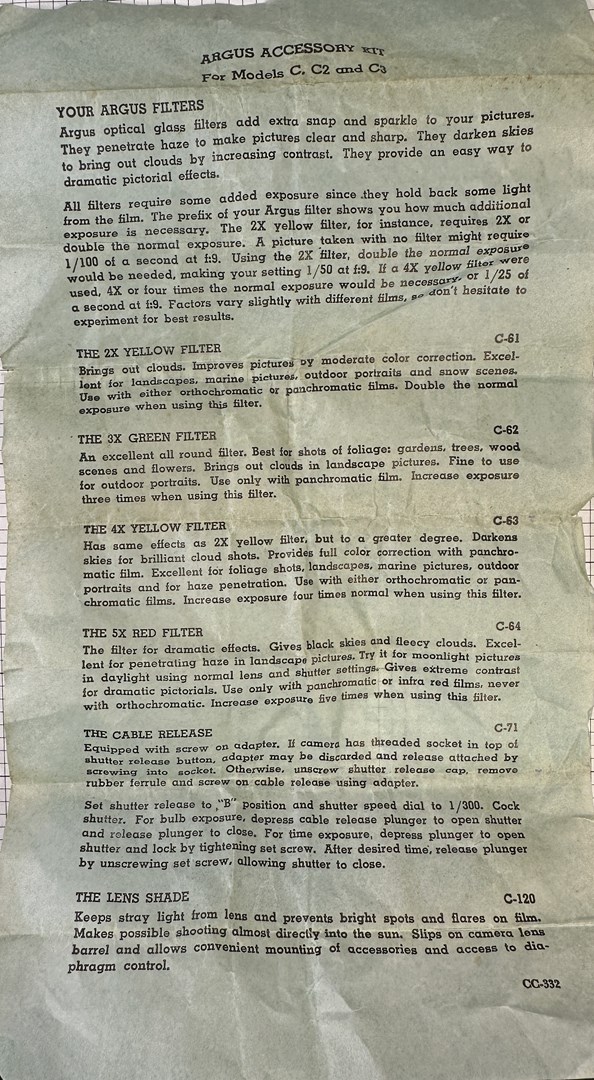 ARGUS ACCESSORY KIT
For Models C, C2 and C3
YOUR ARGUS FILTERS
Argus optical glass filters add extra snap and sparkle to your pictures.
They penetrate haze to make pictures clear and sharp. They darken skies
to bring out clouds by increasing contrast. They provide an easy way to
dramatic pictorial effects.
All filters require some added exposure since they hold back some light
from the film. The prefix of your Argus filter shows you how much additional
exposure is necessary. The 2X yellow filter, for instance, requires 2X or
double the normal exposure. A picture taken with no filter might require
1/100 of a second at f:9. Using the 2X filter, double the normal exposure
would be needed, making your setting 1/50 at f:9. If a 4X yellow filter were
used, 4X or four times the normal exposure would be necessary, or 1/25 of
a second at f:9. Factors vary slightly with different films, so don't hesitate to
experiment for best results.
THE 2X YELLOW FILTER C-61
Brings out clouds. Improves pictures by moderate color correction. Excel-
lent for landscapes, marine pictures, outdoor portraits and snow scenes.
Use with either orthochromatic or panchromatic films. Double the normal
exposure when using this filter.
THE 3X GREEN FILTER C-62
An excellent all round filter. Best for shots of foliage: gardens, trees, wood
scenes and flowers. Brings out clouds in landscape pictures. Fine to use
for outdoor portraits. Use only with panchromatic film. Increase exposure
three times when using this filter.
THE 4X YELLOW FILTER C-63
Has same effects as 2X yellow filter, but to a greater degree. Darkens
skies for brilliant cloud shots. Provides full color correction with panchro-
matic film. Excellent for foliage shots, landscapes, marine pictures, outdoor
portraits and for haze penetration. Use with either orthochromatic or pan-
chromatic films. Increase exposure four times normal when using this filter.
THE 5X RED FILTER C-64
The filter for dramatic effects. Gives black skies and fleecy clouds. Excel-
lent for penetrating haze in landscape pictures. Try it for moonlight pictures
in daylight using normal lens and shutter settings. Gives extreme contrast
for dramatic pictorials. Use only with panchromatic or infra red films, never
with orthochromatic. Increase exposure five times when using this filter.
THE CABLE RELEASE C-71
Equipped with screw on adapter. If camera has threaded socket in top of
shutter release button, adapter may be discarded and release attached by
screwing into socket. Otherwise, unscrew shutter release cap, remove
rubber ferrule and screw on cable release using adapter.
Set shutter release to "B" position and shutter speed dial to 1/300. Cock
shutter. For bulb exposure, depress cable release plunger to open shutter
and release plunger to close. For time exposure, depress plunger to open
shutter and lock by tightening set screw. After desired time, release plunger
by unscrewing set screw, allowing shutter to close.
THE LENS SHADE C-120
Keeps stray light from lens and prevents bright spots and flares on film.
Makes possible shooting almost directly into the sun. Slips on camera lens
barrel and allows convenient mounting of accessories and access to dia-
phragm control.
CC-332